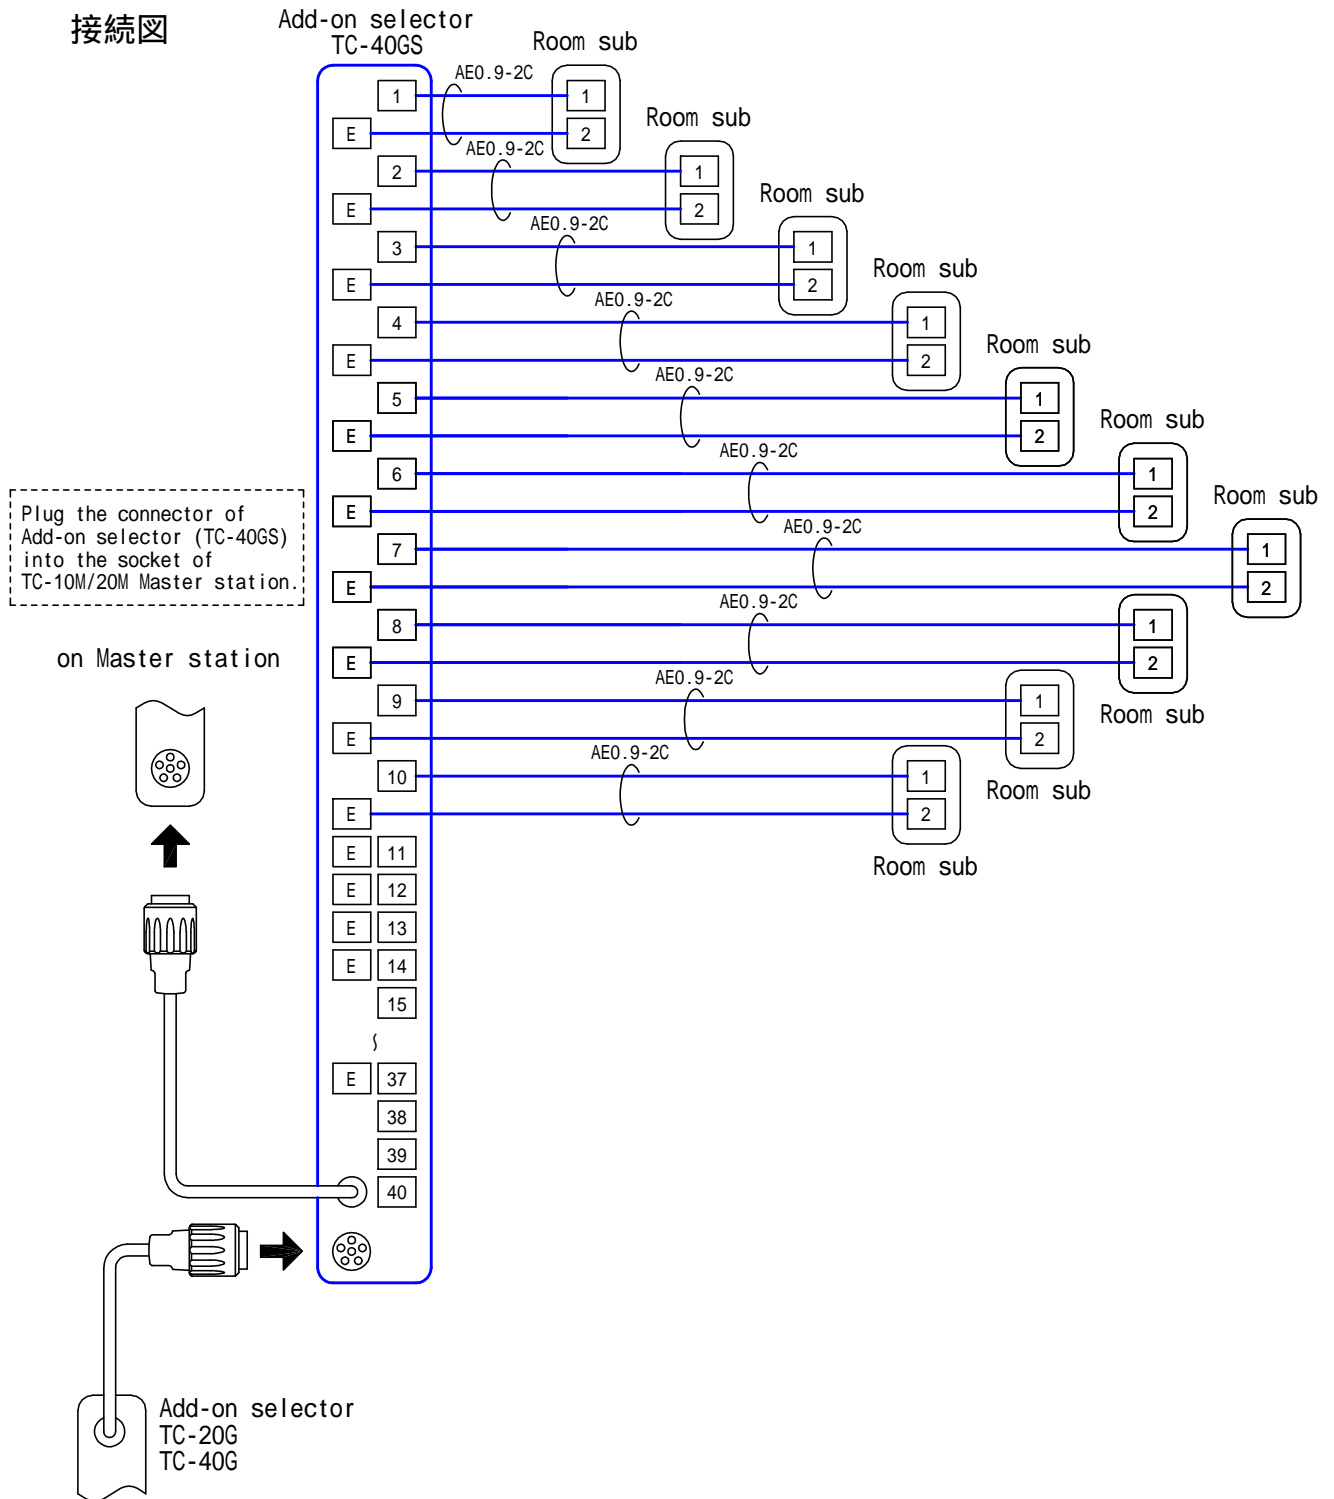 接続図
Add-on selector
TC-40GS
Room sub
AE0.9-2C
1
1
E
2
Room sub
AE0.9-2C
2
1
E
2
Room sub
AE0.9-2C
3
1
E
2
Room sub
AE0.9-2C
4
1
E
2
Room sub
AE0.9-2C
5
1
E
2
Room sub
AE0.9-2C
6
1
E
2
Room sub
AE0.9-2C
7
1
E
2
AE0.9-2C
8
1
E
2
Room sub
AE0.9-2C
9
1
E
2
Room sub
AE0.9-2C
10
1
E
2
Room sub
E 11
E 12
E 13
E 14
15
~
E 37
38
39
40
Plug the connector of
Add-on selector (TC-40GS)
into the socket of
TC-10M/20M Master station.
on Master station
Add-on selector
TC-20G
TC-40G